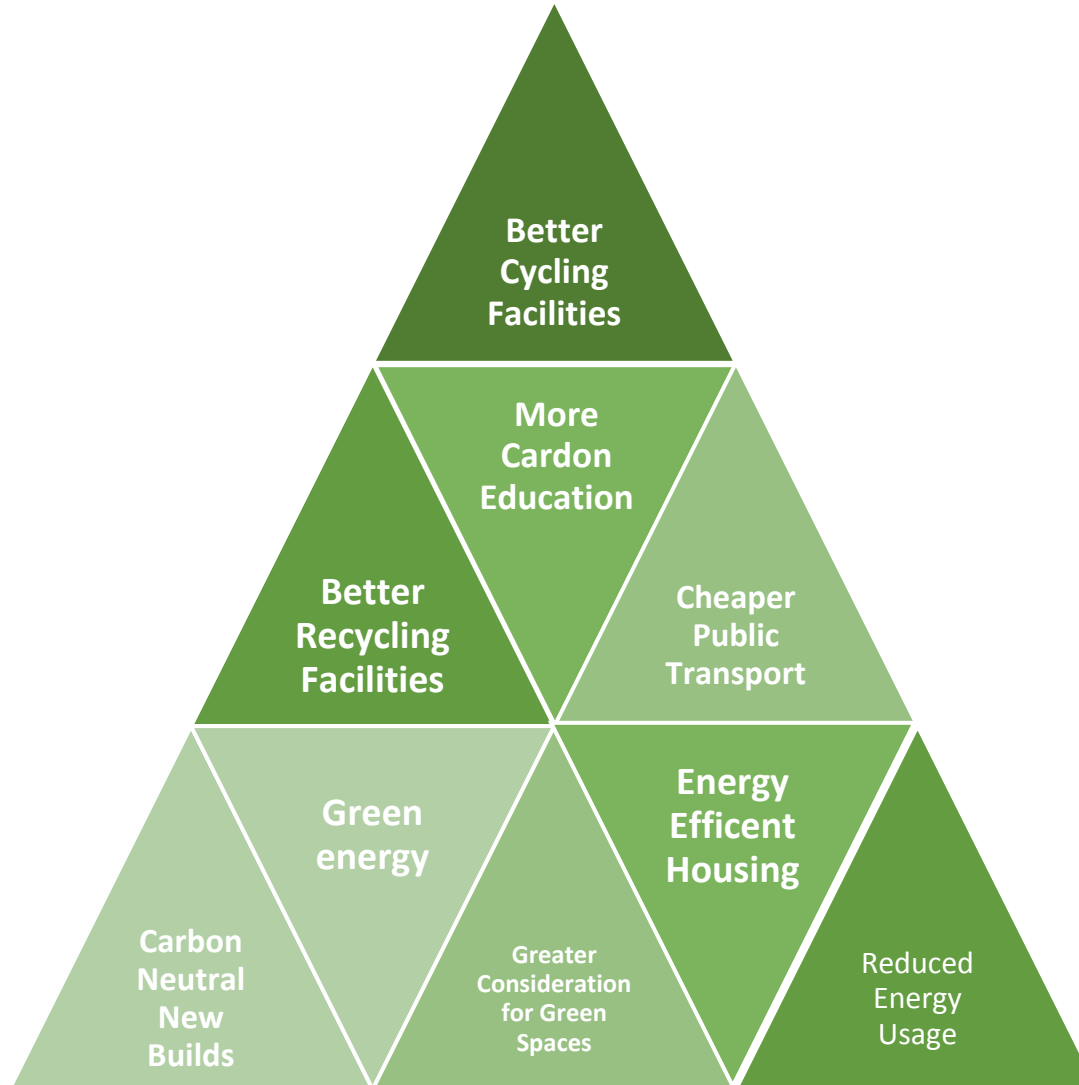 Better
Cycling
Facilities
More
Cardon
Education
Better
Recycling
Facilities
Cheaper
Public
Transport
Carbon
Neutral
New
Builds
Green
energy
Greater
Consideration
for Green
Spaces
Energy
Efficent
Housing
Reduced
Energy
Usage